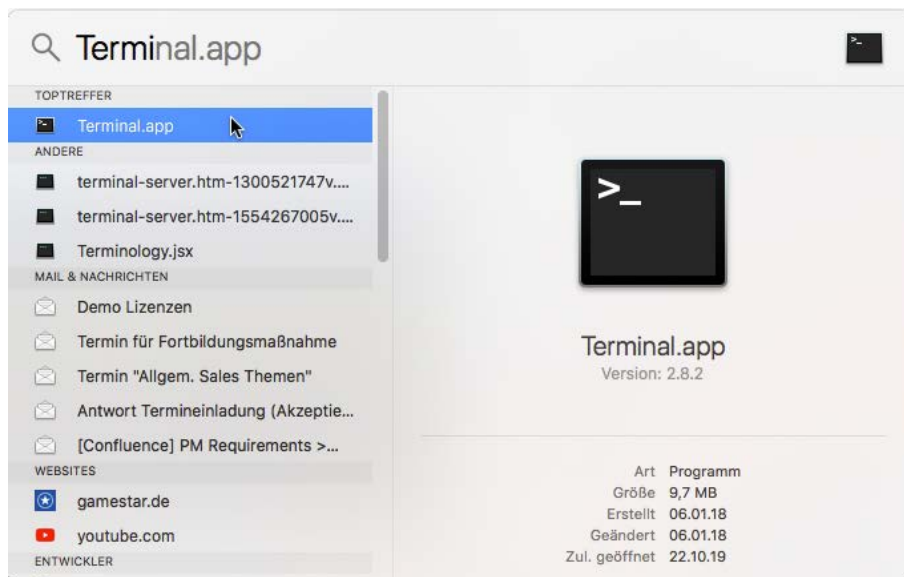 Terminal.app
TOPTREFFER
Terminal.app
ANDERE
terminal-server.htm-1300521747v....
terminal-server.htm-1554267005v....
Terminology.jsx
MAIL & NACHRICHTEN
Demo Lizenzen
Termin für Fortbildungsmaßnahme
Termin "Allgem. Sales Themen"
Antwort Termineinladung (Akzeptie...
[Confluence] PM Requirements >...
WEBSITES
gamestar.de
youtube.com
ENTWICKLER
>_
Terminal.app
Version: 2.8.2
Art Programm
Größe 9,7 MB
Erstellt 06.01.18
Geändert 06.01.18
Zul. geöffnet 22.10.19